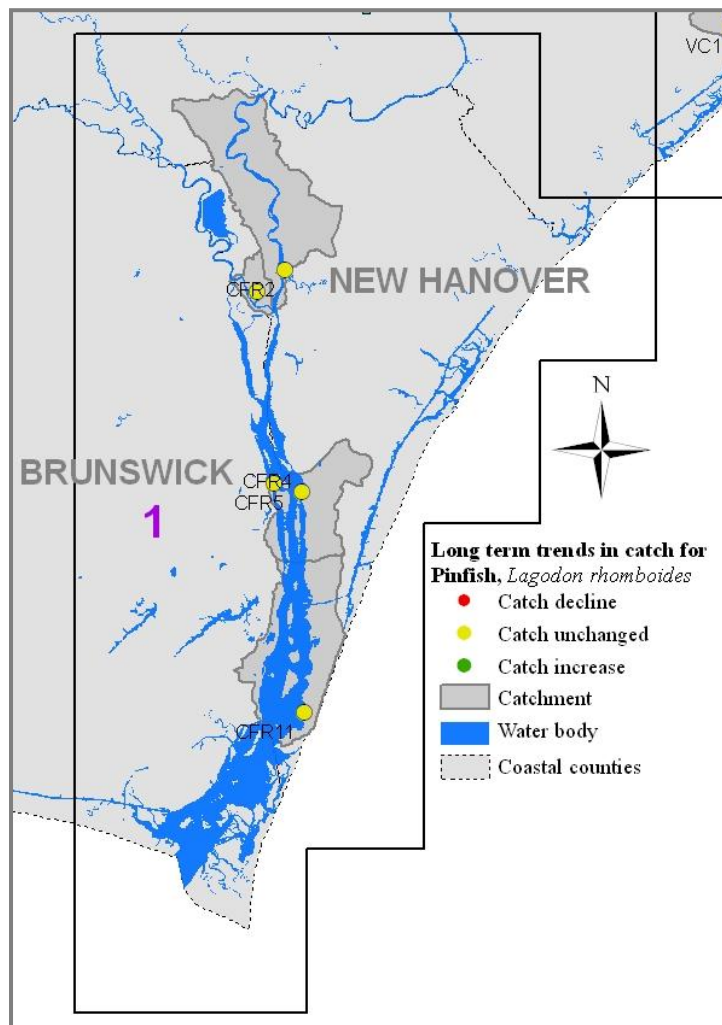 VC1
NEW HANOVER
CFR2
N
BRUNSWICK
CFR4
CFR5
1
Long term trends in catch for
Pinfish, Lagodon rhomboides
Catch decline
Catch unchanged
Catch increase
Catchment
Water body
Coastal counties
CFR11